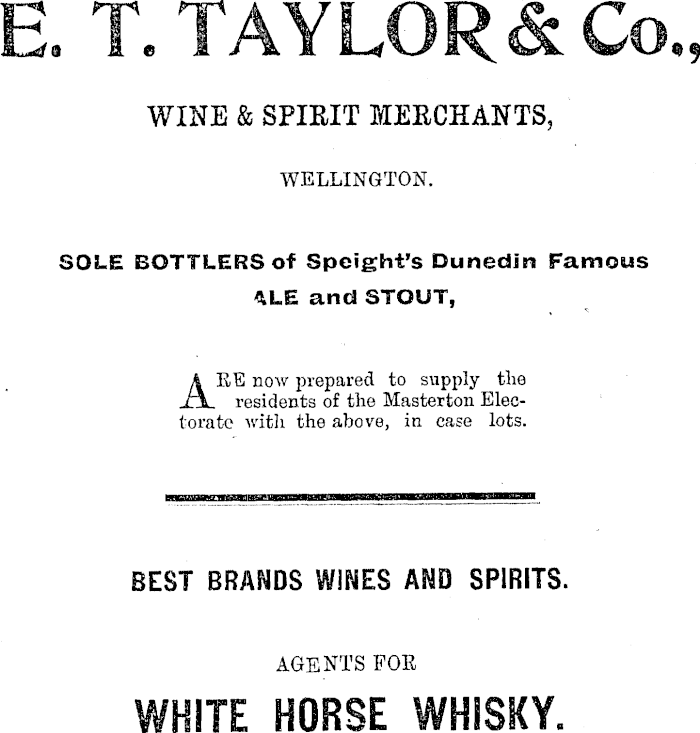 E. T. TAYLOR & Co.,
WINE & SPIRIT MERCHANTS,
WELLINGTON.
SOLE BOTTLERS of Speight's Dunedin Famous
ALE and STOUT,
ARE now prepared to supply the
residents of the Masterton Elec-
torate with the above, in case lots.
BEST BRANDS WINES AND SPIRITS.
AGENTS FOR
WHITE HORSE WHISKY.